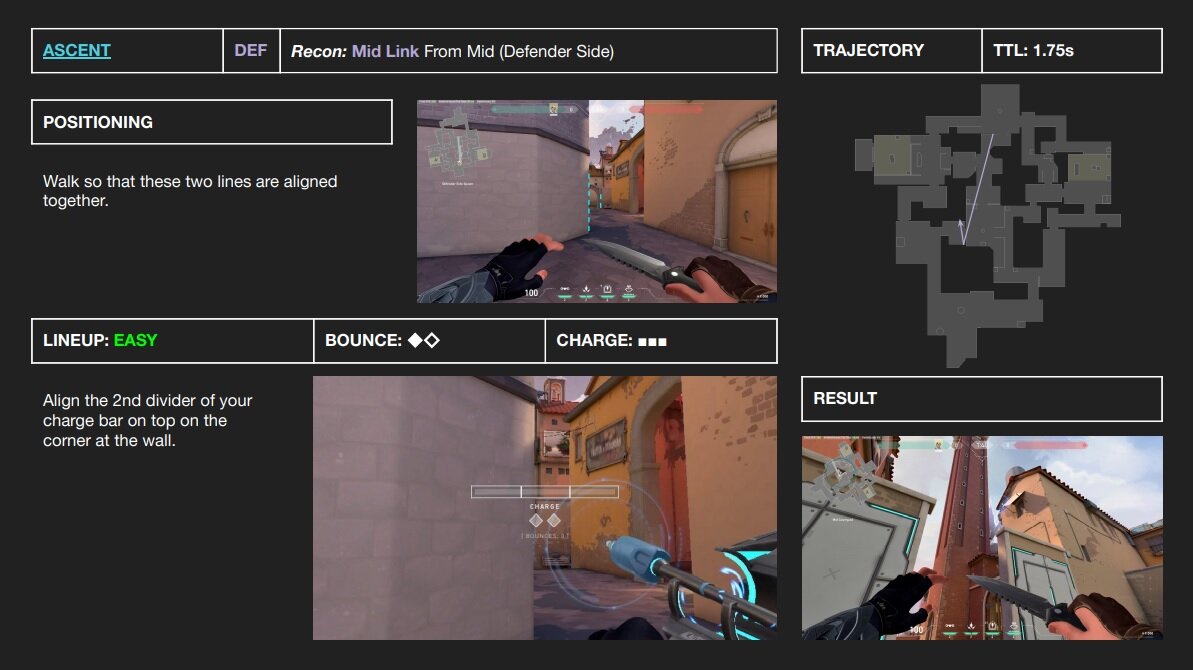 ASCENT
DEF
Recon: Mid Link From Mid (Defender Side)
TRAJECTORY
TTL: 1.75s
POSITIONING
Walk so that these two lines are aligned
together.
100
LINEUP: EASY
BOUNCE: ◆◇
CHARGE: ■■■
Align the 2nd divider of your
charge bar on top on the
corner at the wall.
CHARGE
RESULT
100